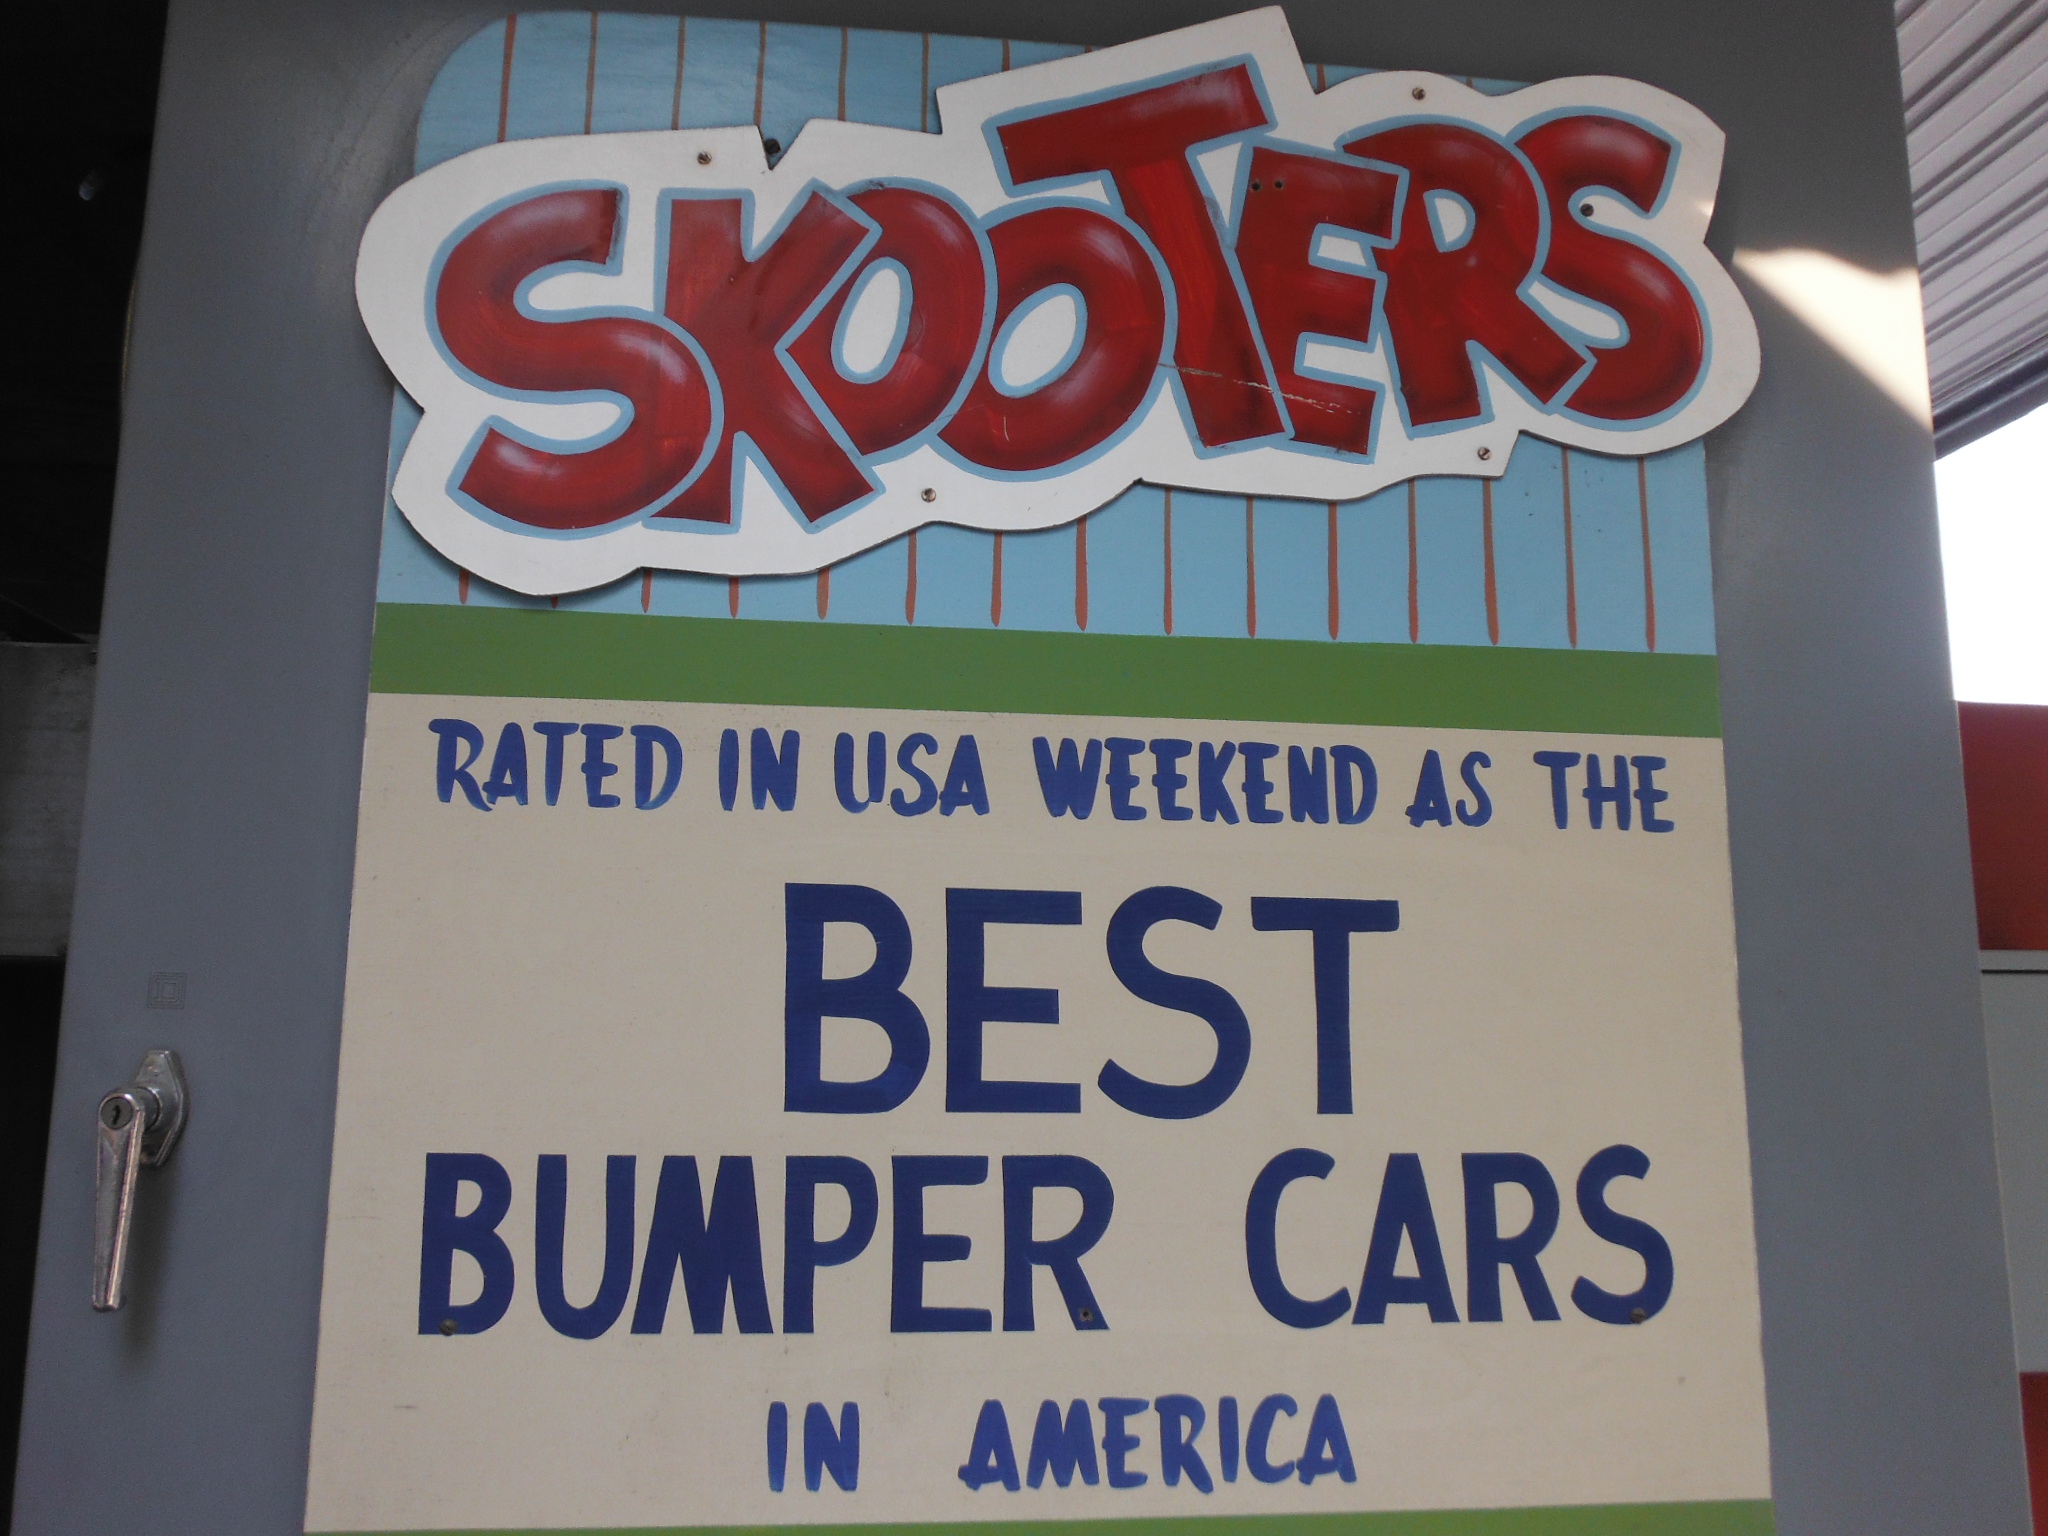 SKOOTERS
RATED IN USA WEEKEND AS THE
BEST
BUMPER CARS
IN AMERICA